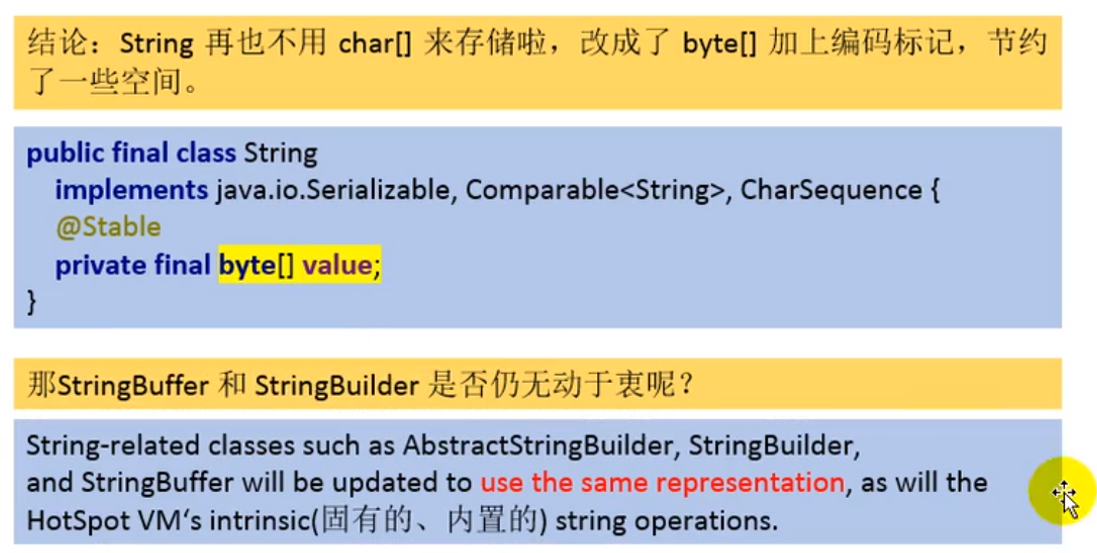 结论：String 再也不用 char[] 来存储啦，改成了 byte[] 加上编码标记，节约
了一些空间。
public final class String
implements java.io.Serializable, Comparable<String>, CharSequence {
@Stable
private final byte[] value;
}
那StringBuffer 和 StringBuilder 是否仍无动于衷呢？
String-related classes such as AbstractStringBuilder, StringBuilder,
and StringBuffer will be updated to use the same representation, as will the
HotSpot VM‘s intrinsic(固有的、内置的) string operations.